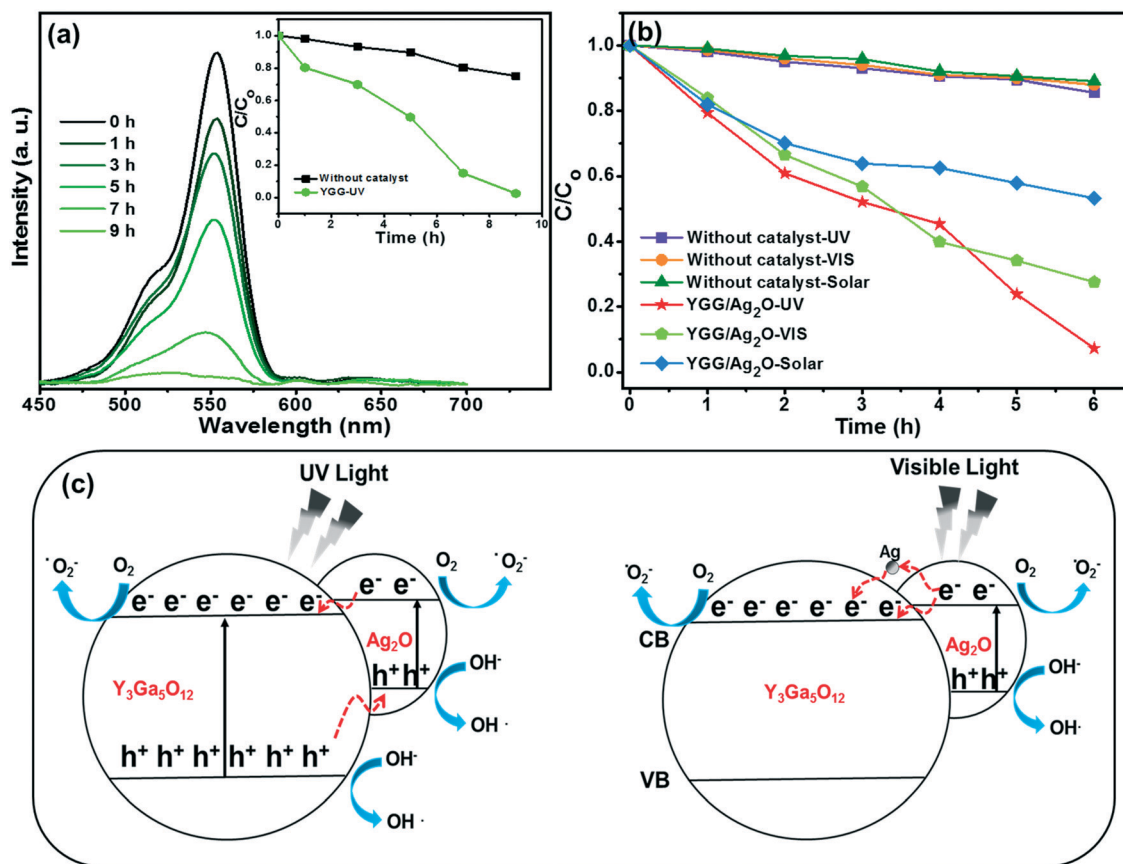 (a)
Intensity (a. u.)
0 h
1 h
3 h
5 h
7 h
9 h
450 500 550 600 650 700
Wavelength (nm)
C/Co
1.0
0.8
0.6
0.4
0.2
0.0
Without catalyst
YGG-UV
0 2 4 6 8 10
Time (h)
(b)
C/Co
1.0
0.8
0.6
0.4
0.2
0.0
Without catalyst-UV
Without catalyst-VIS
Without catalyst-Solar
YGG/Ag2O-UV
YGG/Ag2O-VIS
YGG/Ag2O-Solar
0 1 2 3 4 5 6
Time (h)
(c)
UV Light
·O2- O2
e- e- e- e- e- e-
e- e-
O2 ·O2-
Ag2O
h+ h+
OH-
OH·
Y3Ga5O12
h+ h+ h+ h+ h+ h+
OH-
OH·
Visible Light
Ag
·O2- O2
e- e- e- e- e- e-
e- e-
O2 ·O2-
CB
Ag2O
h+ h+
OH-
OH·
Y3Ga5O12
VB